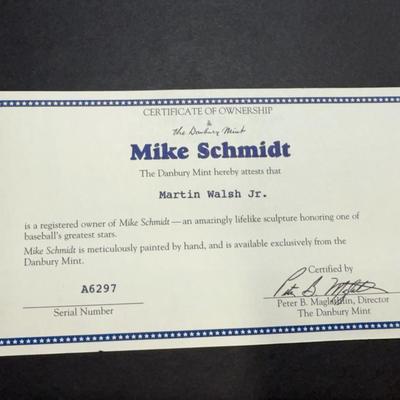 CERTIFICATE OF OWNERSHIP
&
the Danbury Mint
Mike Schmidt
The Danbury Mint hereby attests that
Martin Walsh Jr.
is a registered owner of Mike Schmidt—an amazingly lifelike sculpture honoring one of
baseball's greatest stars.
Mike Schmidt is meticulously painted by hand, and is available exclusively from the
Danbury Mint.
Certified by
A6297
Serial Number
Peter B. Maglathlin, Director
The Danbury Mint